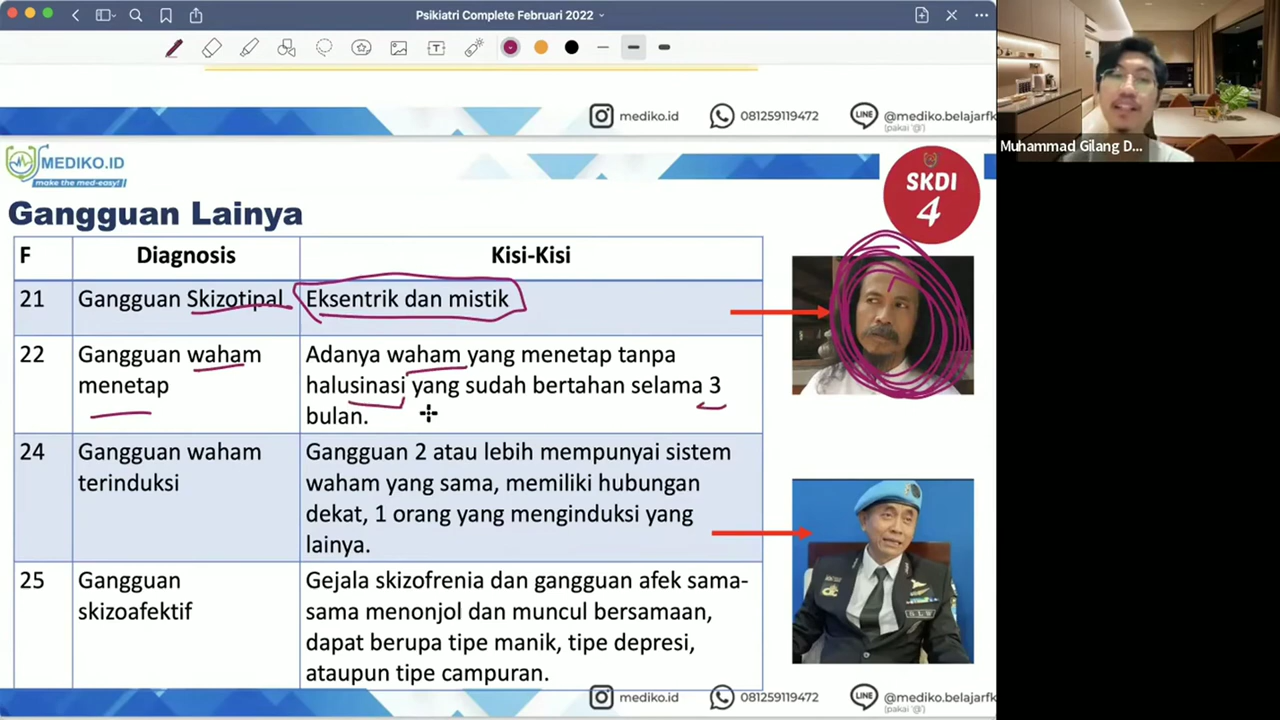 Psikiatri Complete Februari 2022
mediko.id
081259119472
@mediko.belajarfk
(pakai '@')
MEDIKO.ID
make the med-easy!
SKDI
4
Gangguan Lainya
F
Diagnosis
Kisi-Kisi
21
Gangguan Skizotipal
Eksentrik dan mistik
22
Gangguan waham
menetap
Adanya waham yang menetap tanpa
halusinasi yang sudah bertahan selama 3
bulan.
24
Gangguan waham
terinduksi
Gangguan 2 atau lebih mempunyai sistem
waham yang sama, memiliki hubungan
dekat, 1 orang yang menginduksi yang
lainya.
25
Gangguan
skizoafektif
Gejala skizofrenia dan gangguan afek sama-
sama menonjol dan muncul bersamaan,
dapat berupa tipe manik, tipe depresi,
ataupun tipe campuran.
mediko.id
081259119472
@mediko.belajarfk
(pakai '@')
Muhammad Gilang D...